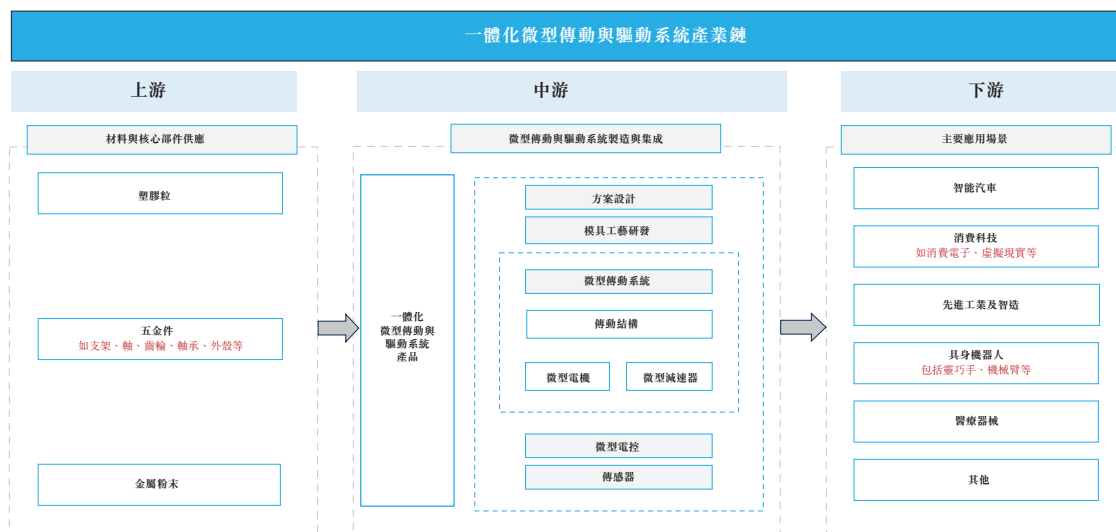 一體化微型傳動與驅動系統產業鏈
上游
中游
下游
材料與核心部件供應
塑膠粒
五金件
如支架、軸、齒輪、軸承、外殼等
金屬粉末
微型傳動與驅動系統製造與集成
一體化
微型傳動與
驅動系統
產品
方案設計
模具工藝研發
微型傳動系統
傳動結構
微型電機
微型減速器
微型電控
傳感器
主要應用場景
智能汽車
消費科技
如消費電子、虛擬現實等
先進工業及智造
具身機器人
包括靈巧手、機械臂等
醫療器械
其他